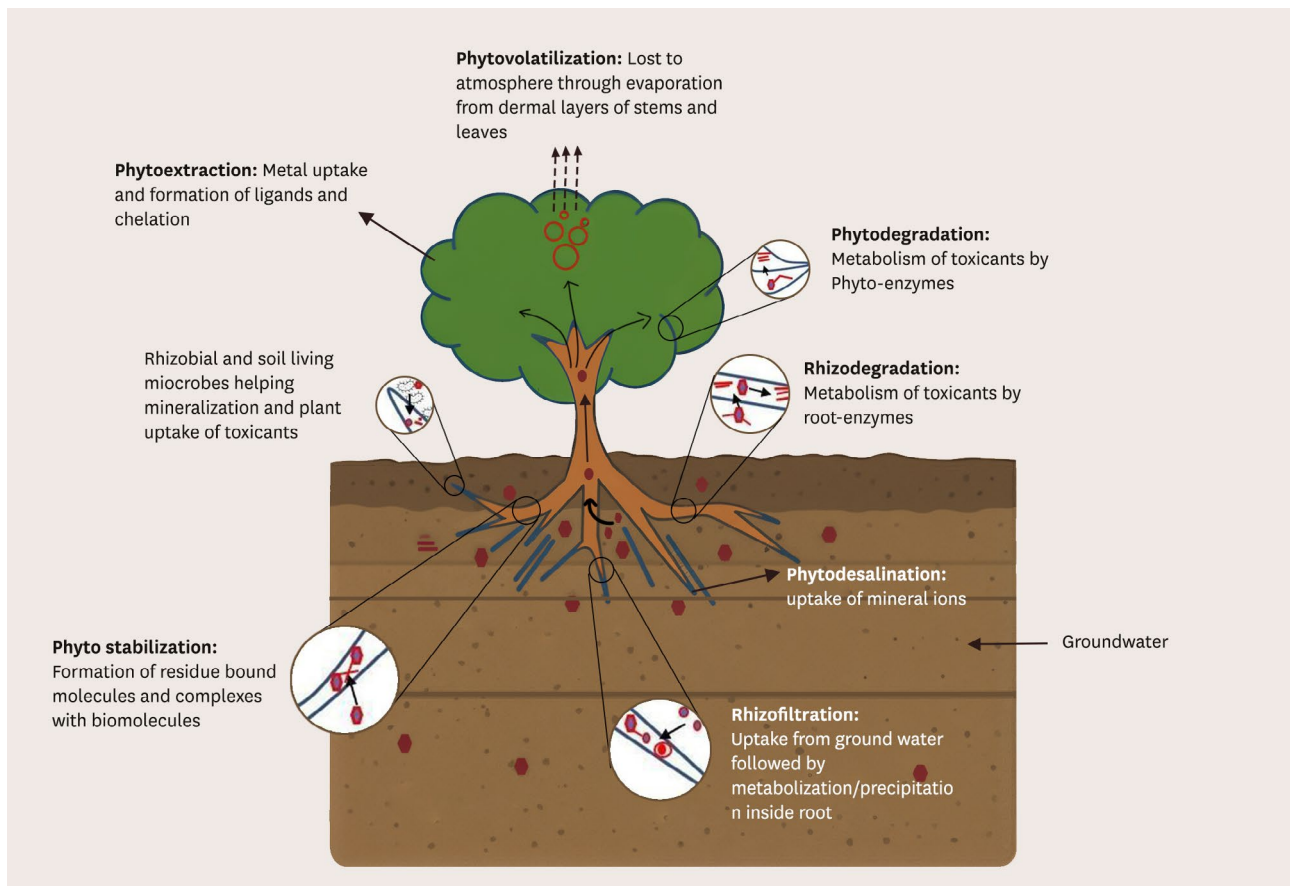 Phytovolatilization: Lost to
atmosphere through evaporation
from dermal layers of stems and
leaves
Phytoextraction: Metal uptake
and formation of ligands and
chelation
Phytodegradation:
Metabolism of toxicants by
Phyto-enzymes
Rhizobial and soil living
miocrobes helping
mineralization and plant
uptake of toxicants
Rhizodegradation:
Metabolism of toxicants by
root-enzymes
Phytodesalination:
uptake of mineral ions
Groundwater
Phyto stabilization:
Formation of residue bound
molecules and complexes
with biomolecules
Rhizofiltration:
Uptake from ground water
followed by
metabolization/precipitatio
n inside root